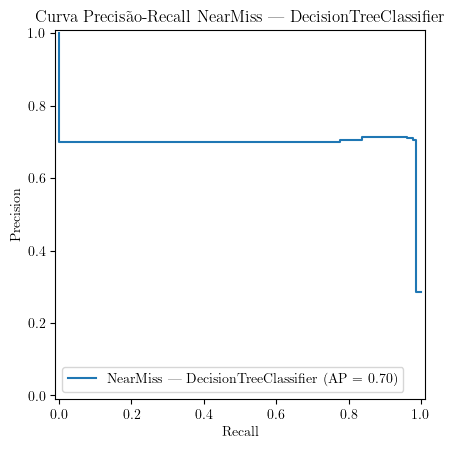 Curva Precisão-Recall NearMiss — DecisionTreeClassifier
1.0
0.8
0.6
0.4
0.2
0.0
Precision
NearMiss — DecisionTreeClassifier (AP = 0.70)
0.0 0.2 0.4 0.6 0.8 1.0
Recall